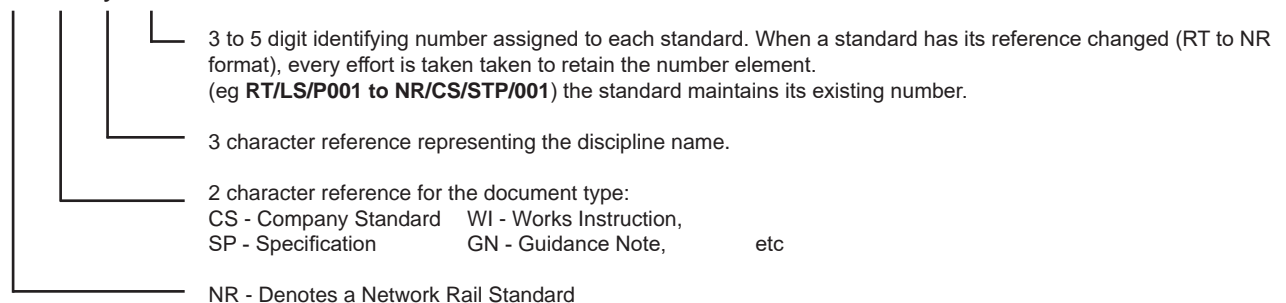 3 to 5 digit identifying number assigned to each standard. When a standard has its reference changed (RT to NR
format), every effort is taken taken to retain the number element.
(eg RT/LS/P001 to NR/CS/STP/001) the standard maintains its existing number.
3 character reference representing the discipline name.
2 character reference for the document type:
CS - Company Standard WI - Works Instruction,
SP - Specification GN - Guidance Note, etc
NR - Denotes a Network Rail Standard